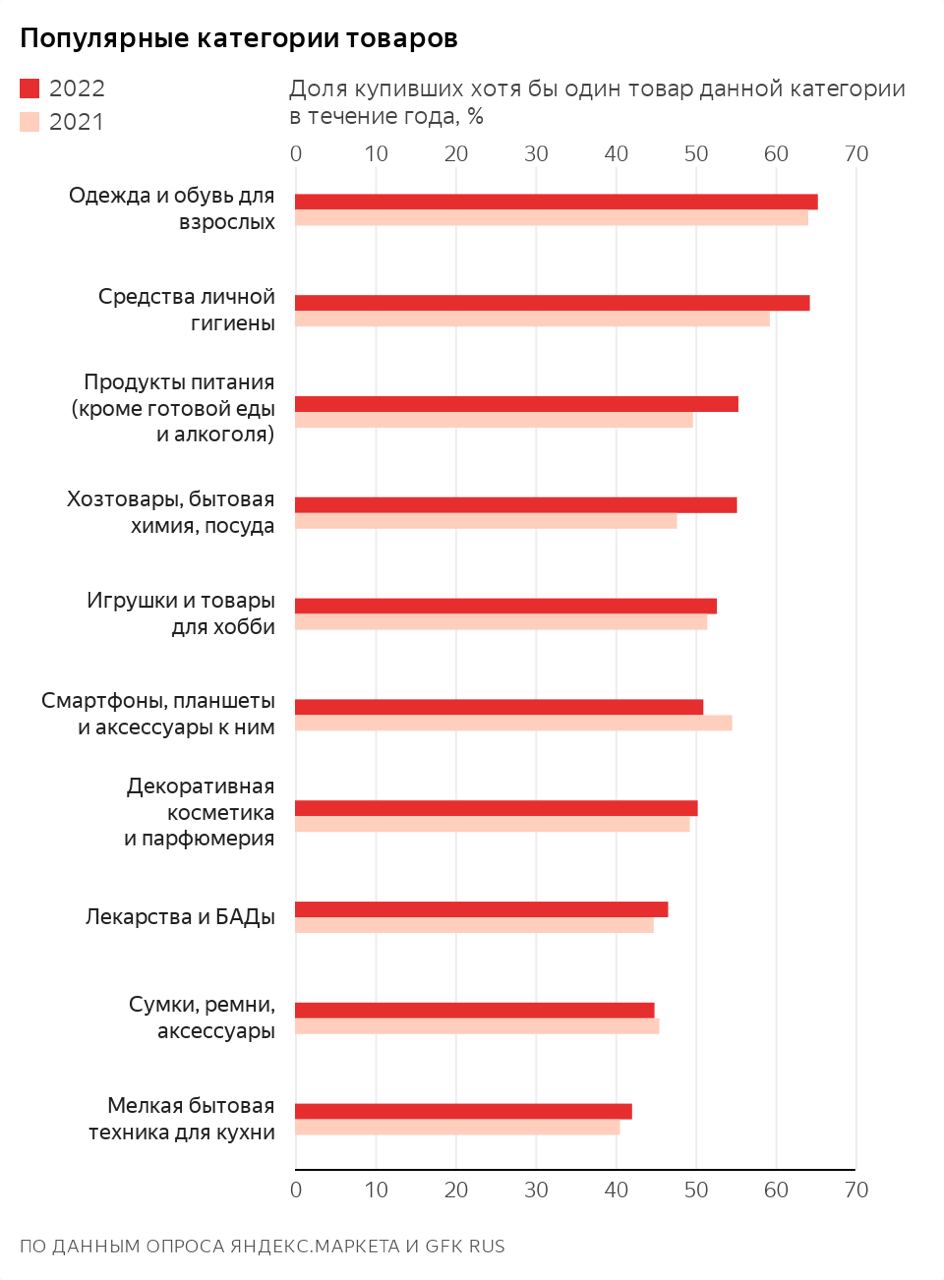 Популярные категории товаров
2022
2021
Доля купивших хотя бы один товар данной категории
в течение года, %
0 10 20 30 40 50 60 70
Одежда и обувь для
взрослых
Средства личной
гигиены
Продукты питания
(кроме готовой еды
и алкоголя)
Хозтовары, бытовая
химия, посуда
Игрушки и товары
для хобби
Смартфоны, планшеты
и аксессуары к ним
Декоративная
косметика
и парфюмерия
Лекарства и БАДы
Сумки, ремни,
аксессуары
Мелкая бытовая
техника для кухни
0 10 20 30 40 50 60 70
ПО ДАННЫМ ОПРОСА ЯНДЕКС.МАРКЕТА И GFK RUS